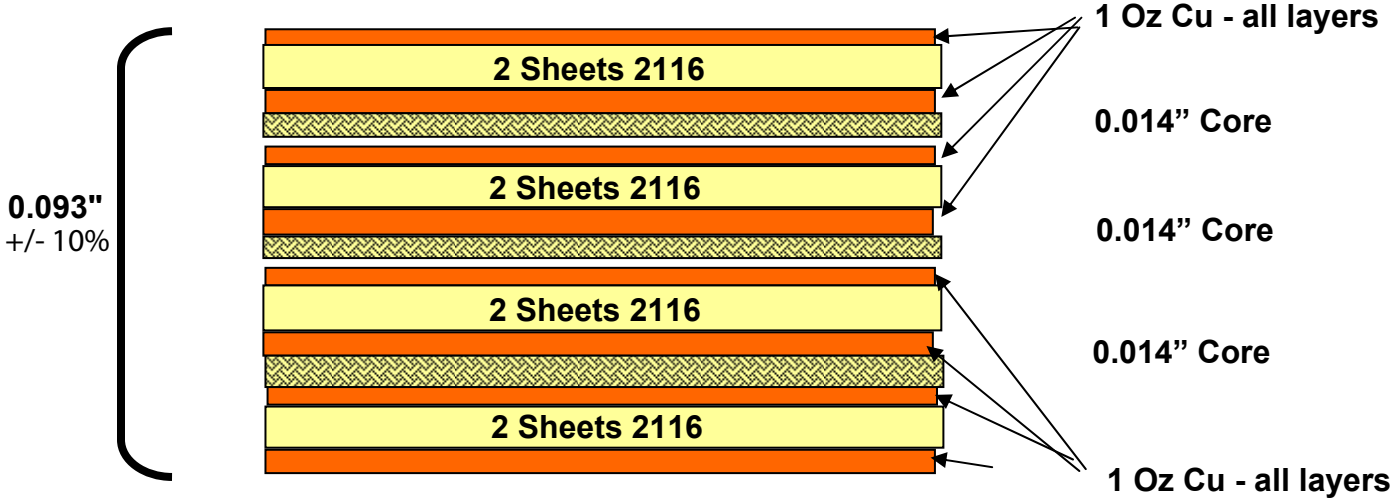 1 Oz Cu - all layers
2 Sheets 2116
0.014” Core
2 Sheets 2116
0.093"
+/- 10%
0.014” Core
2 Sheets 2116
0.014” Core
2 Sheets 2116
1 Oz Cu - all layers